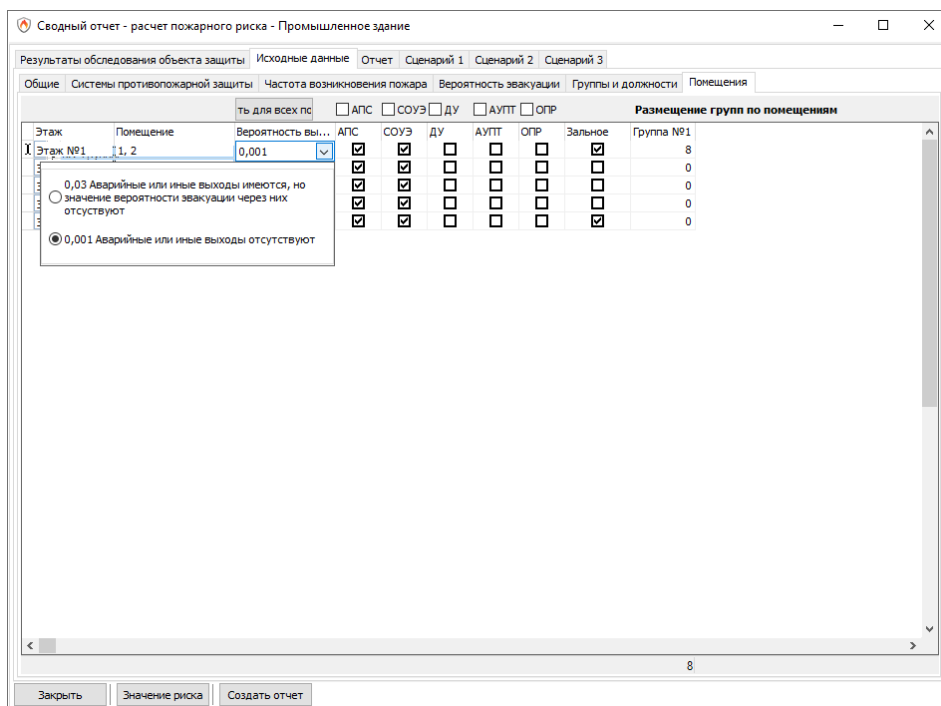 Сводный отчет - расчет пожарного риска - Промышленное здание
Результаты обследования объекта защиты Исходные данные Отчет Сценарий 1 Сценарий 2 Сценарий 3
Общие Системы противопожарной защиты Частота возникновения пожара Вероятность эвакуации Группы и должности Помещения
ть для всех по АПС СОУЭ ДУ АУПТ ОПР Размещение групп по помещениям
Этаж Помещение Вероятность вы... АПС СОУЭ ДУ АУПТ ОПР Зальное Группа №1
Этаж №1 1, 2 0,001 8
0
0,03 Аварийные или иные выходы имеются, но
значение вероятности эвакуации через них
отсуствуют
0
0
0,001 Аварийные или иные выходы отсутствуют
0
8
Закрыть Значение риска Создать отчет